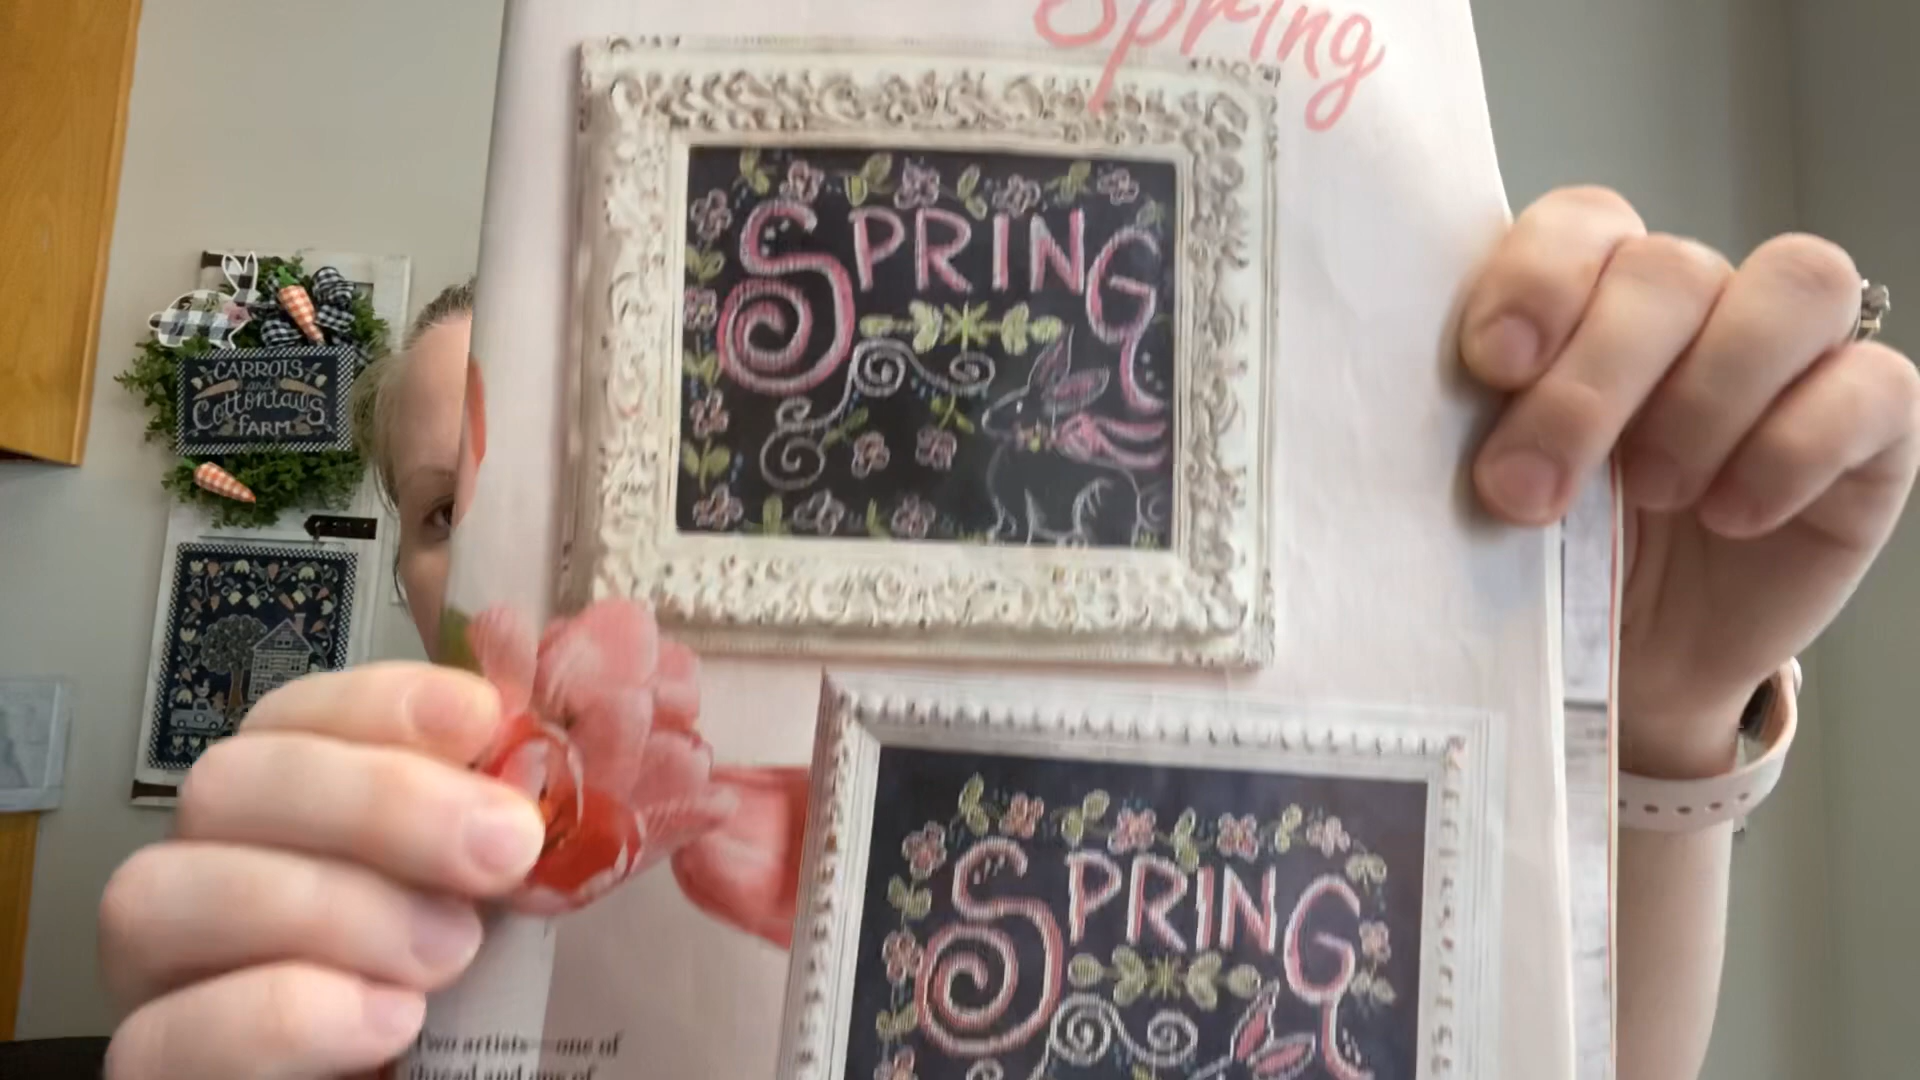 Spring
SPRING
CARROTS
and
Cottontails
FARM
SPRING
Two artists—one of
thread and one of